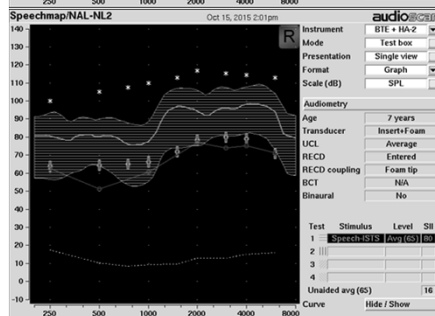 250 500 1000 2000 4000 8000
Speechmap/NAL-NL2 Oct 15, 2015 2:01pm audioscan
R
140
130
120
110
100
90
80
70
60
50
40
30
20
10
0
-10
250 500 1000 2000 4000 8000
Instrument BTE + HA-2
Mode Test box
Presentation Single view
Format Graph
Scale (dB) SPL
Audiometry
Age 7 years
Transducer Insert+Foam
UCL Average
RECD Entered
RECD coupling Foam tip
BCT N/A
Binaural No
Test Stimulus Level SII
1 Speech-ISTS Avg (65) 80
2
3
4
Unaided avg (65) 16
Curve Hide / Show